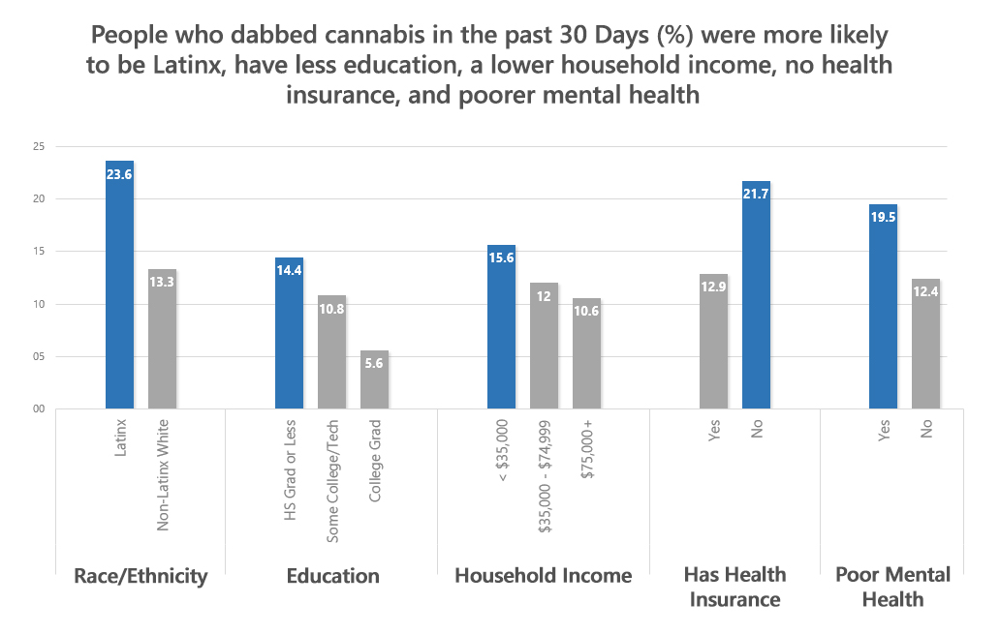 People who dabbed cannabis in the past 30 Days (%) were more likely
to be Latinx, have less education, a lower household income, no health
insurance, and poorer mental health
25
20
15
10
05
00
23.6
13.3
14.4
10.8
5.6
15.6
12
10.6
12.9
21.7
19.5
12.4
Latinx
Non-Latinx White
HS Grad or Less
Some College/Tech
College Grad
< $35,000
$35,000 - $74,999
$75,000+
Yes
No
Yes
No
Race/Ethnicity
Education
Household Income
Has Health
Insurance
Poor Mental
Health